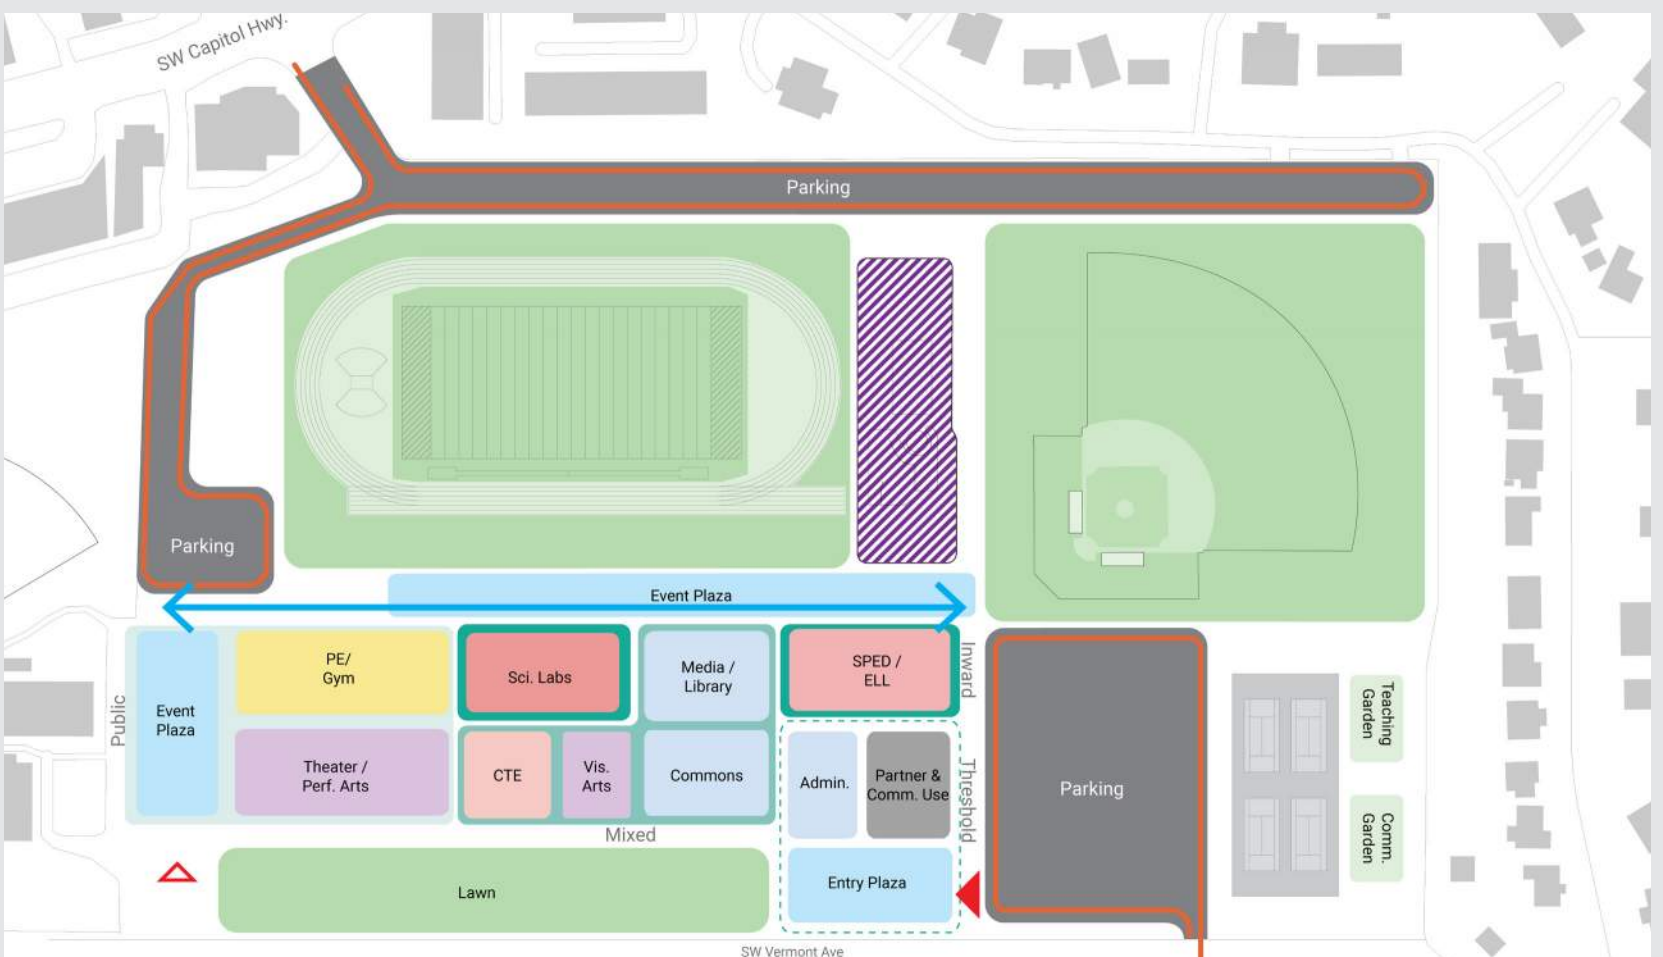 SW Capitol Hwy.
Parking
Parking
Event Plaza
Public
Event
Plaza
PE/
Gym
Sci. Labs
Media /
Library
SPED /
ELL
Inward
Theater /
Perf. Arts
CTE
Vis.
Arts
Commons
Admin.
Partner &
Comm. Use
Threshold
Parking
Teaching
Garden
Comm.
Garden
Mixed
Lawn
Entry Plaza
SW Vermont Ave